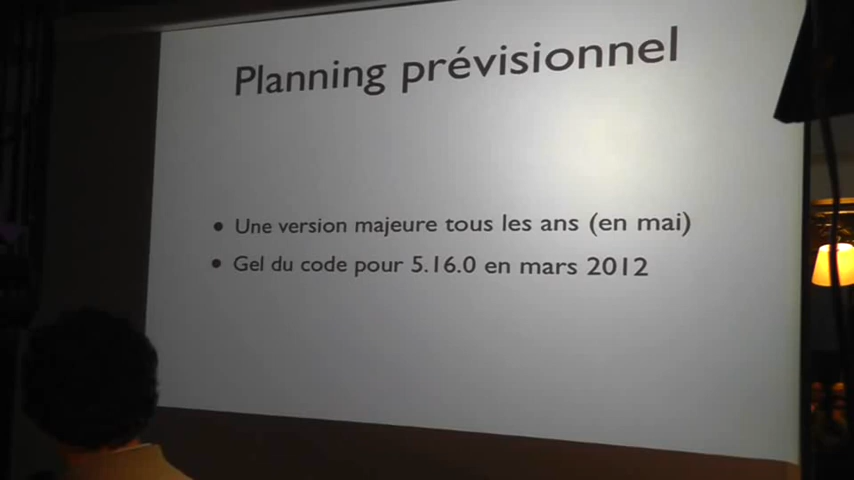 Planning prévisionnel
• Une version majeure tous les ans (en mai)
• Gel du code pour 5.16.0 en mars 2012